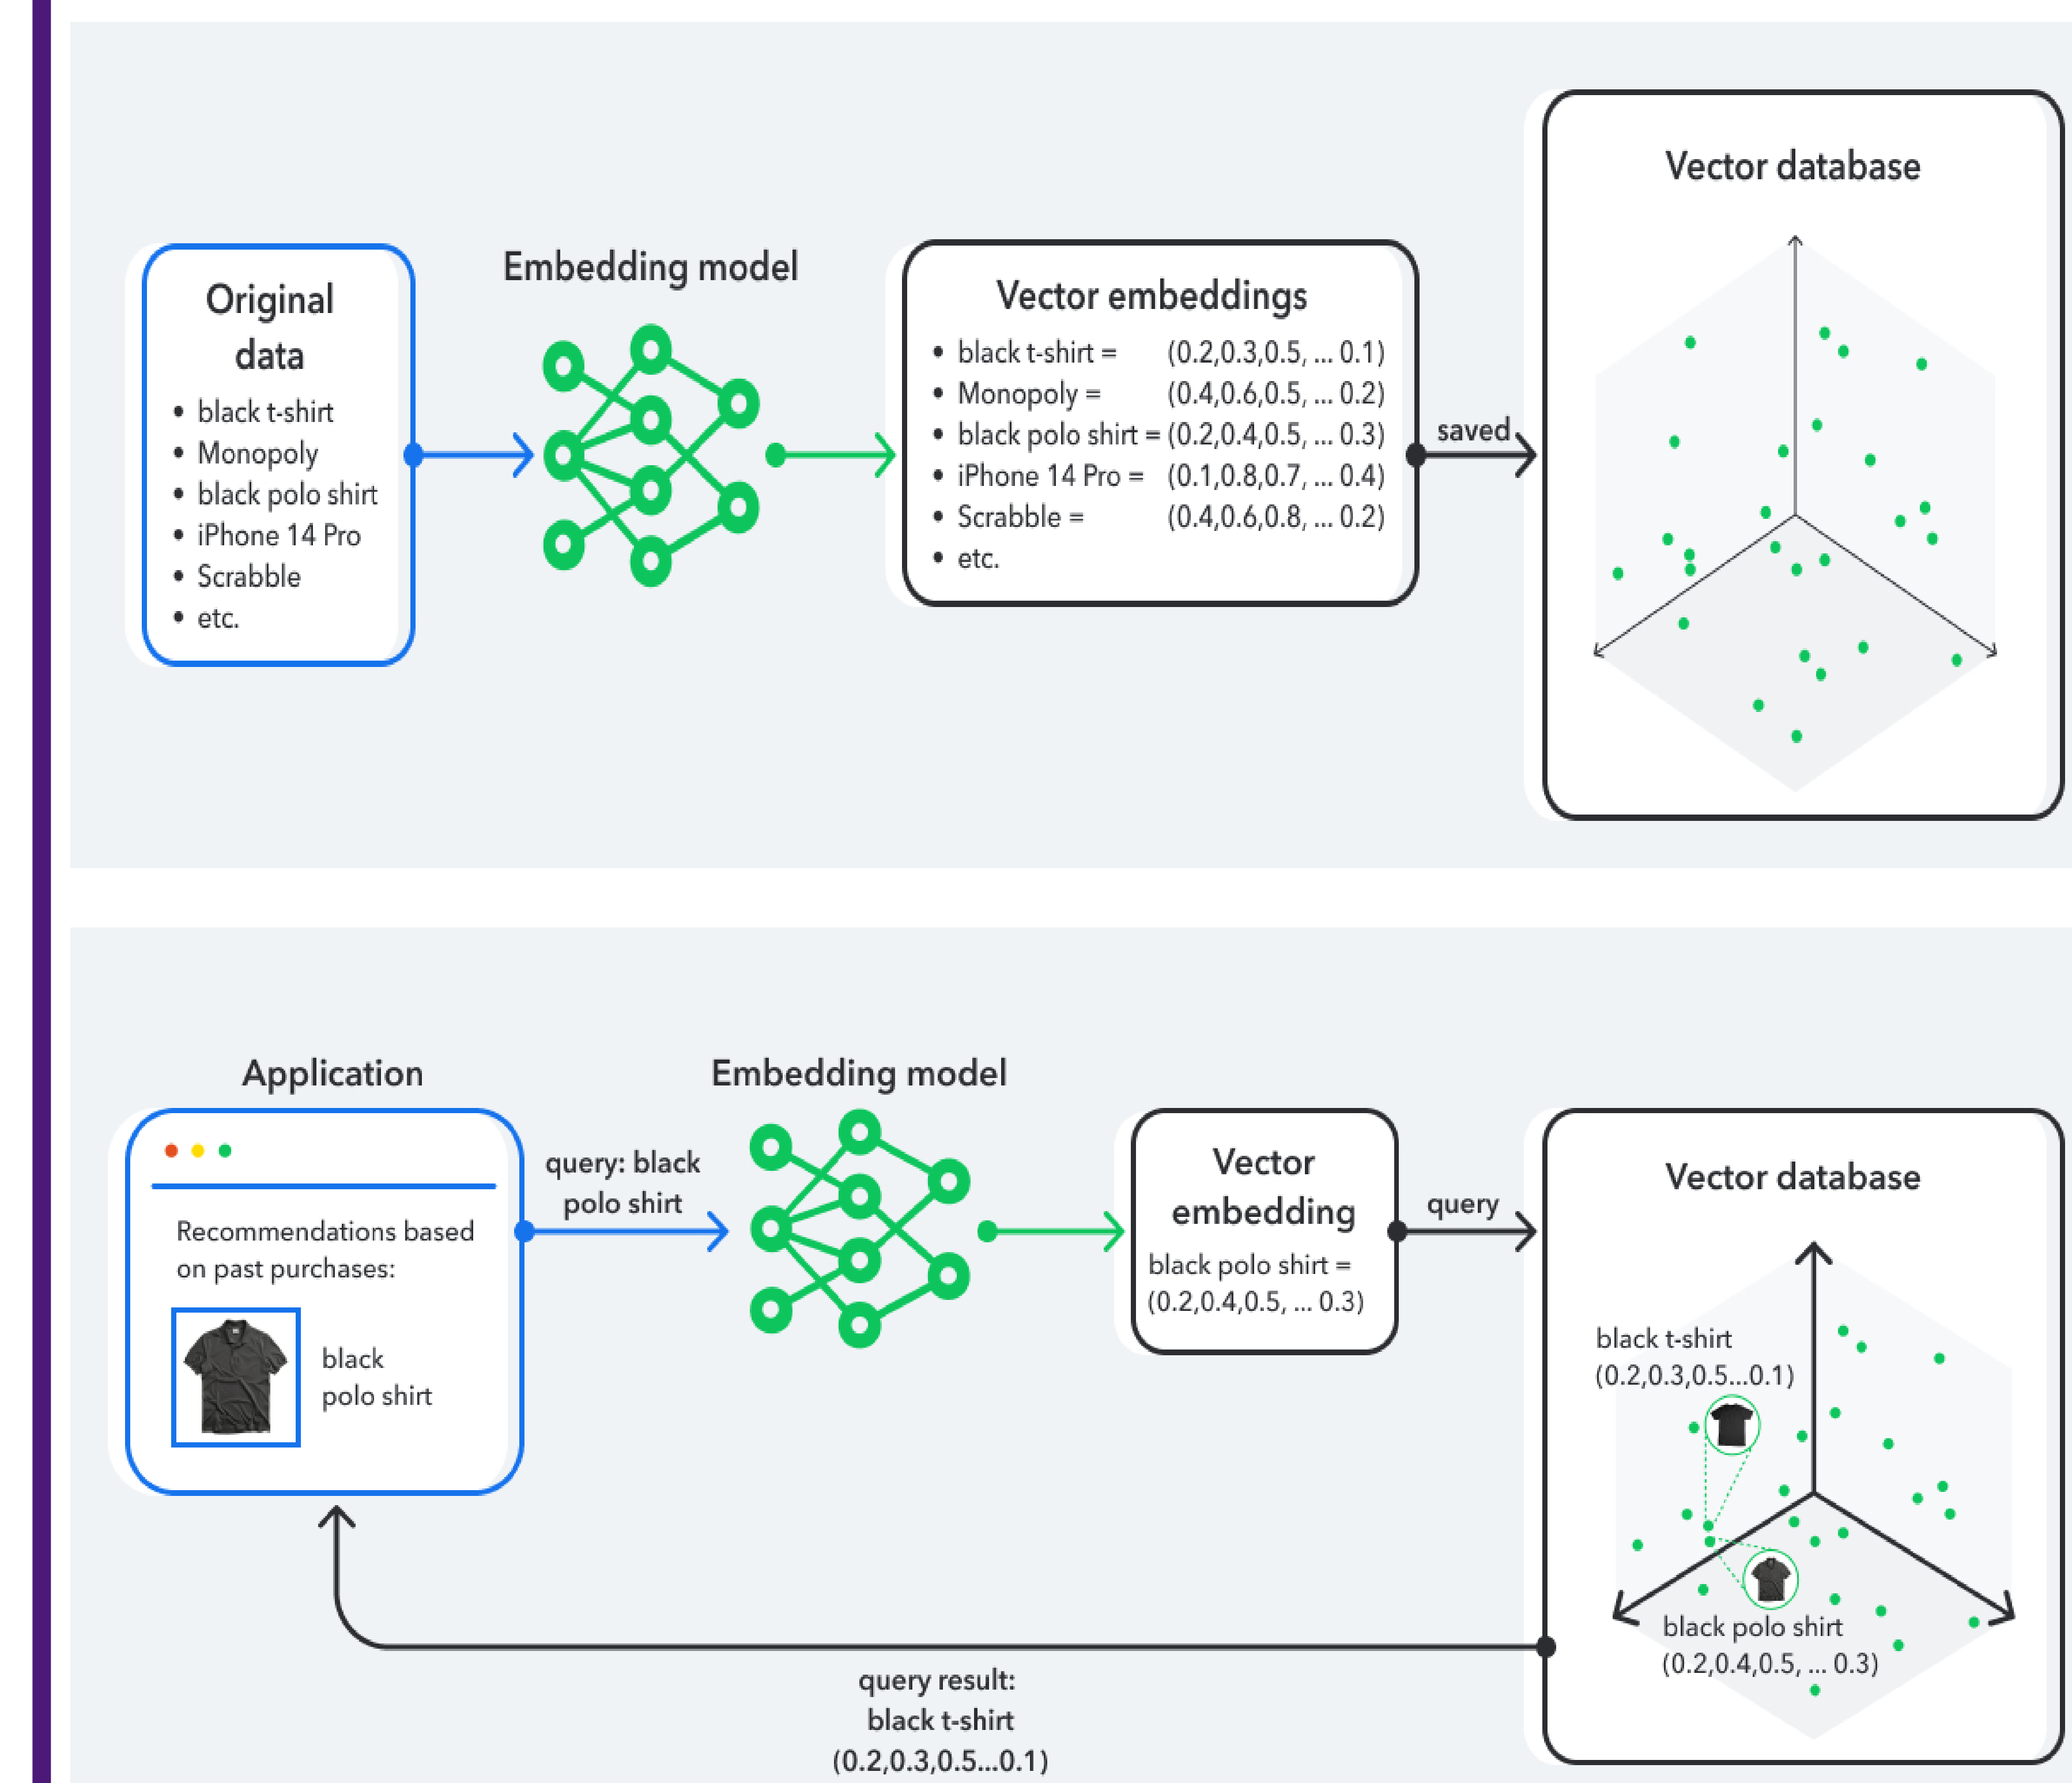 Vector database
Embedding model
Original
data
• black t-shirt
• Monopoly
• black polo shirt
• iPhone 14 Pro
• Scrabble
• etc.
Vector embeddings
• black t-shirt = (0.2,0.3,0.5, ... 0.1)
• Monopoly = (0.4,0.6,0.5, ... 0.2)
• black polo shirt = (0.2,0.4,0.5, ... 0.3)
• iPhone 14 Pro = (0.1,0.8,0.7, ... 0.4)
• Scrabble = (0.4,0.6,0.8, ... 0.2)
• etc.
saved
Application
Recommendations based
on past purchases:
black
polo shirt
query: black
polo shirt
Embedding model
Vector
embedding
black polo shirt =
(0.2,0.4,0.5, ... 0.3)
query
Vector database
black t-shirt
(0.2,0.3,0.5...0.1)
black polo shirt
(0.2,0.4,0.5, ... 0.3)
query result:
black t-shirt
(0.2,0.3,0.5...0.1)